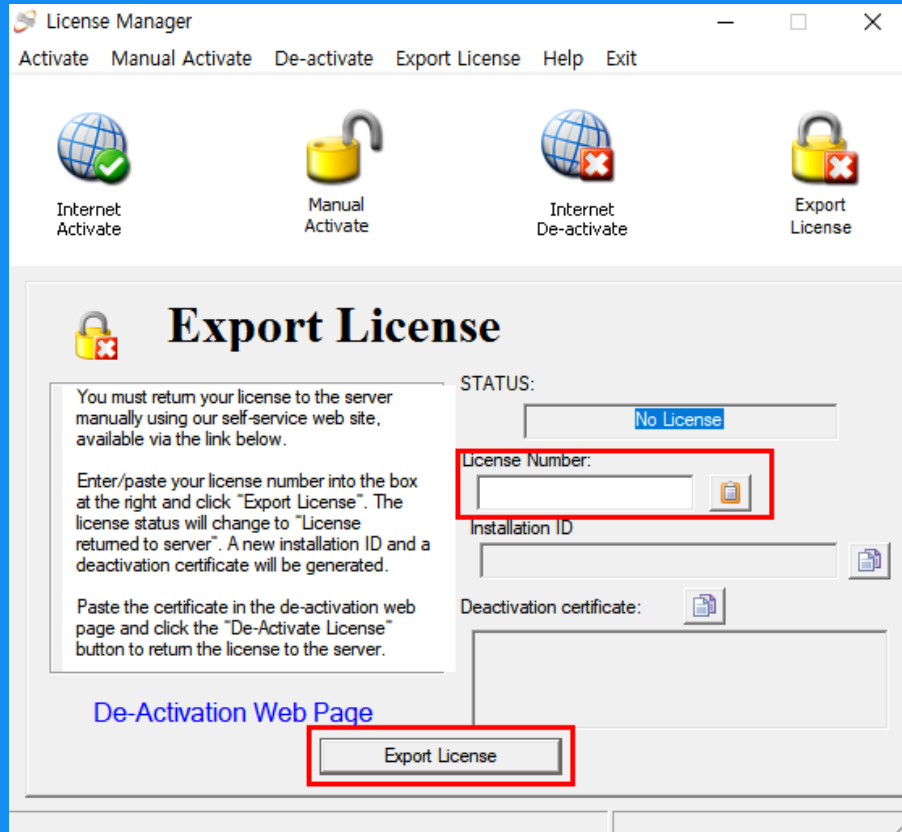 License Manager
Activate Manual Activate De-activate Export License Help Exit
Internet
Activate
Manual
Activate
Internet
De-activate
Export
License
Export License
You must return your license to the server
manually using our self-service web site,
available via the link below.
Enter/paste your license number into the box
at the right and click "Export License". The
license status will change to "License
returned to server". A new installation ID and a
deactivation certificate will be generated.
Paste the certificate in the de-activation web
page and click the "De-Activate License"
button to return the license to the server.
De-Activation Web Page
STATUS:
No License
License Number:
Installation ID
Deactivation certificate:
Export License